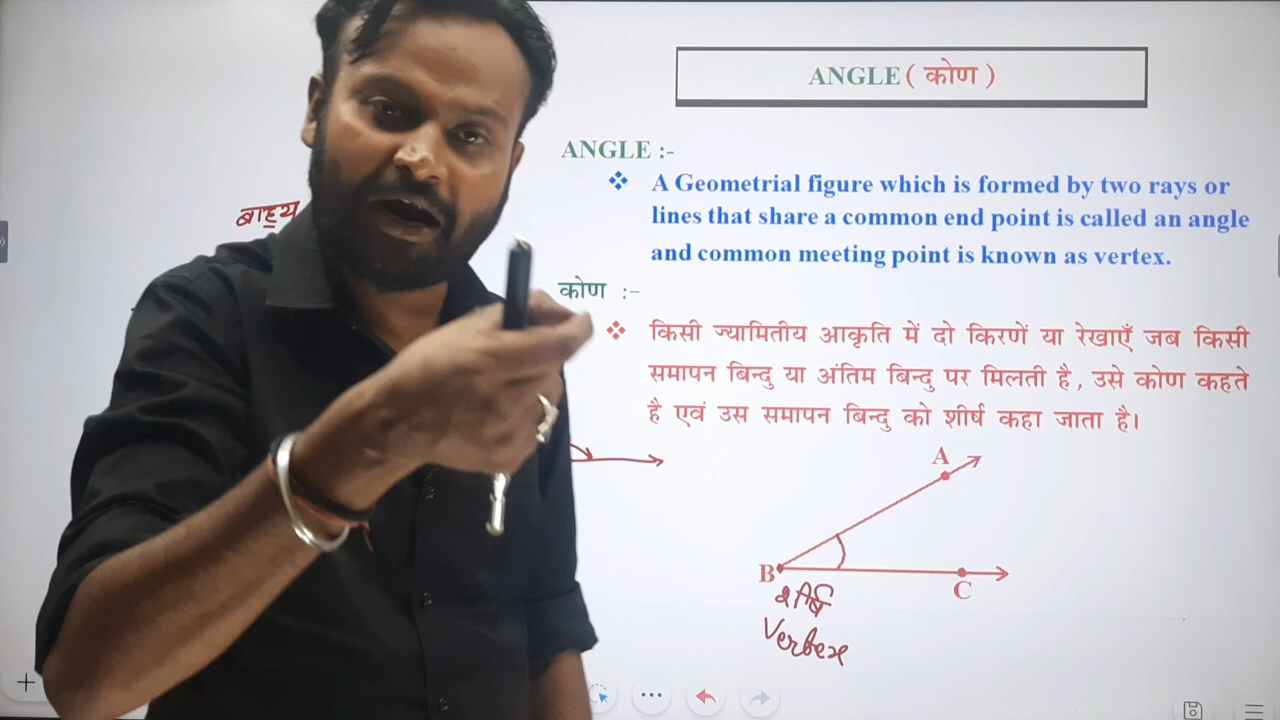 ANGLE ( कोण )
ANGLE :-
❖ A Geometrial figure which is formed by two rays or
lines that share a common end point is called an angle
and common meeting point is known as vertex.
बाह्य
कोण :-
❖ किसी ज्यामितीय आकृति में दो किरणें या रेखाएँ जब किसी
समापन बिन्दु या अंतिम बिन्दु पर मिलती है, उसे कोण कहते
है एवं उस समापन बिन्दु को शीर्ष कहा जाता है।
A
B
C
शीर्ष
Vertex